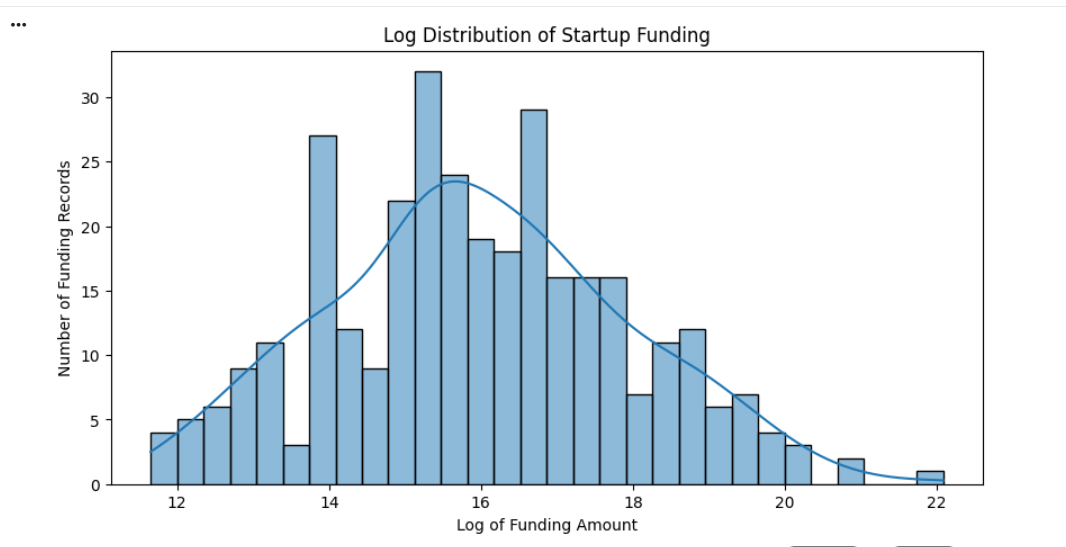 ...
Log Distribution of Startup Funding
Number of Funding Records
30
25
20
15
10
5
0
12 14 16 18 20 22
Log of Funding Amount